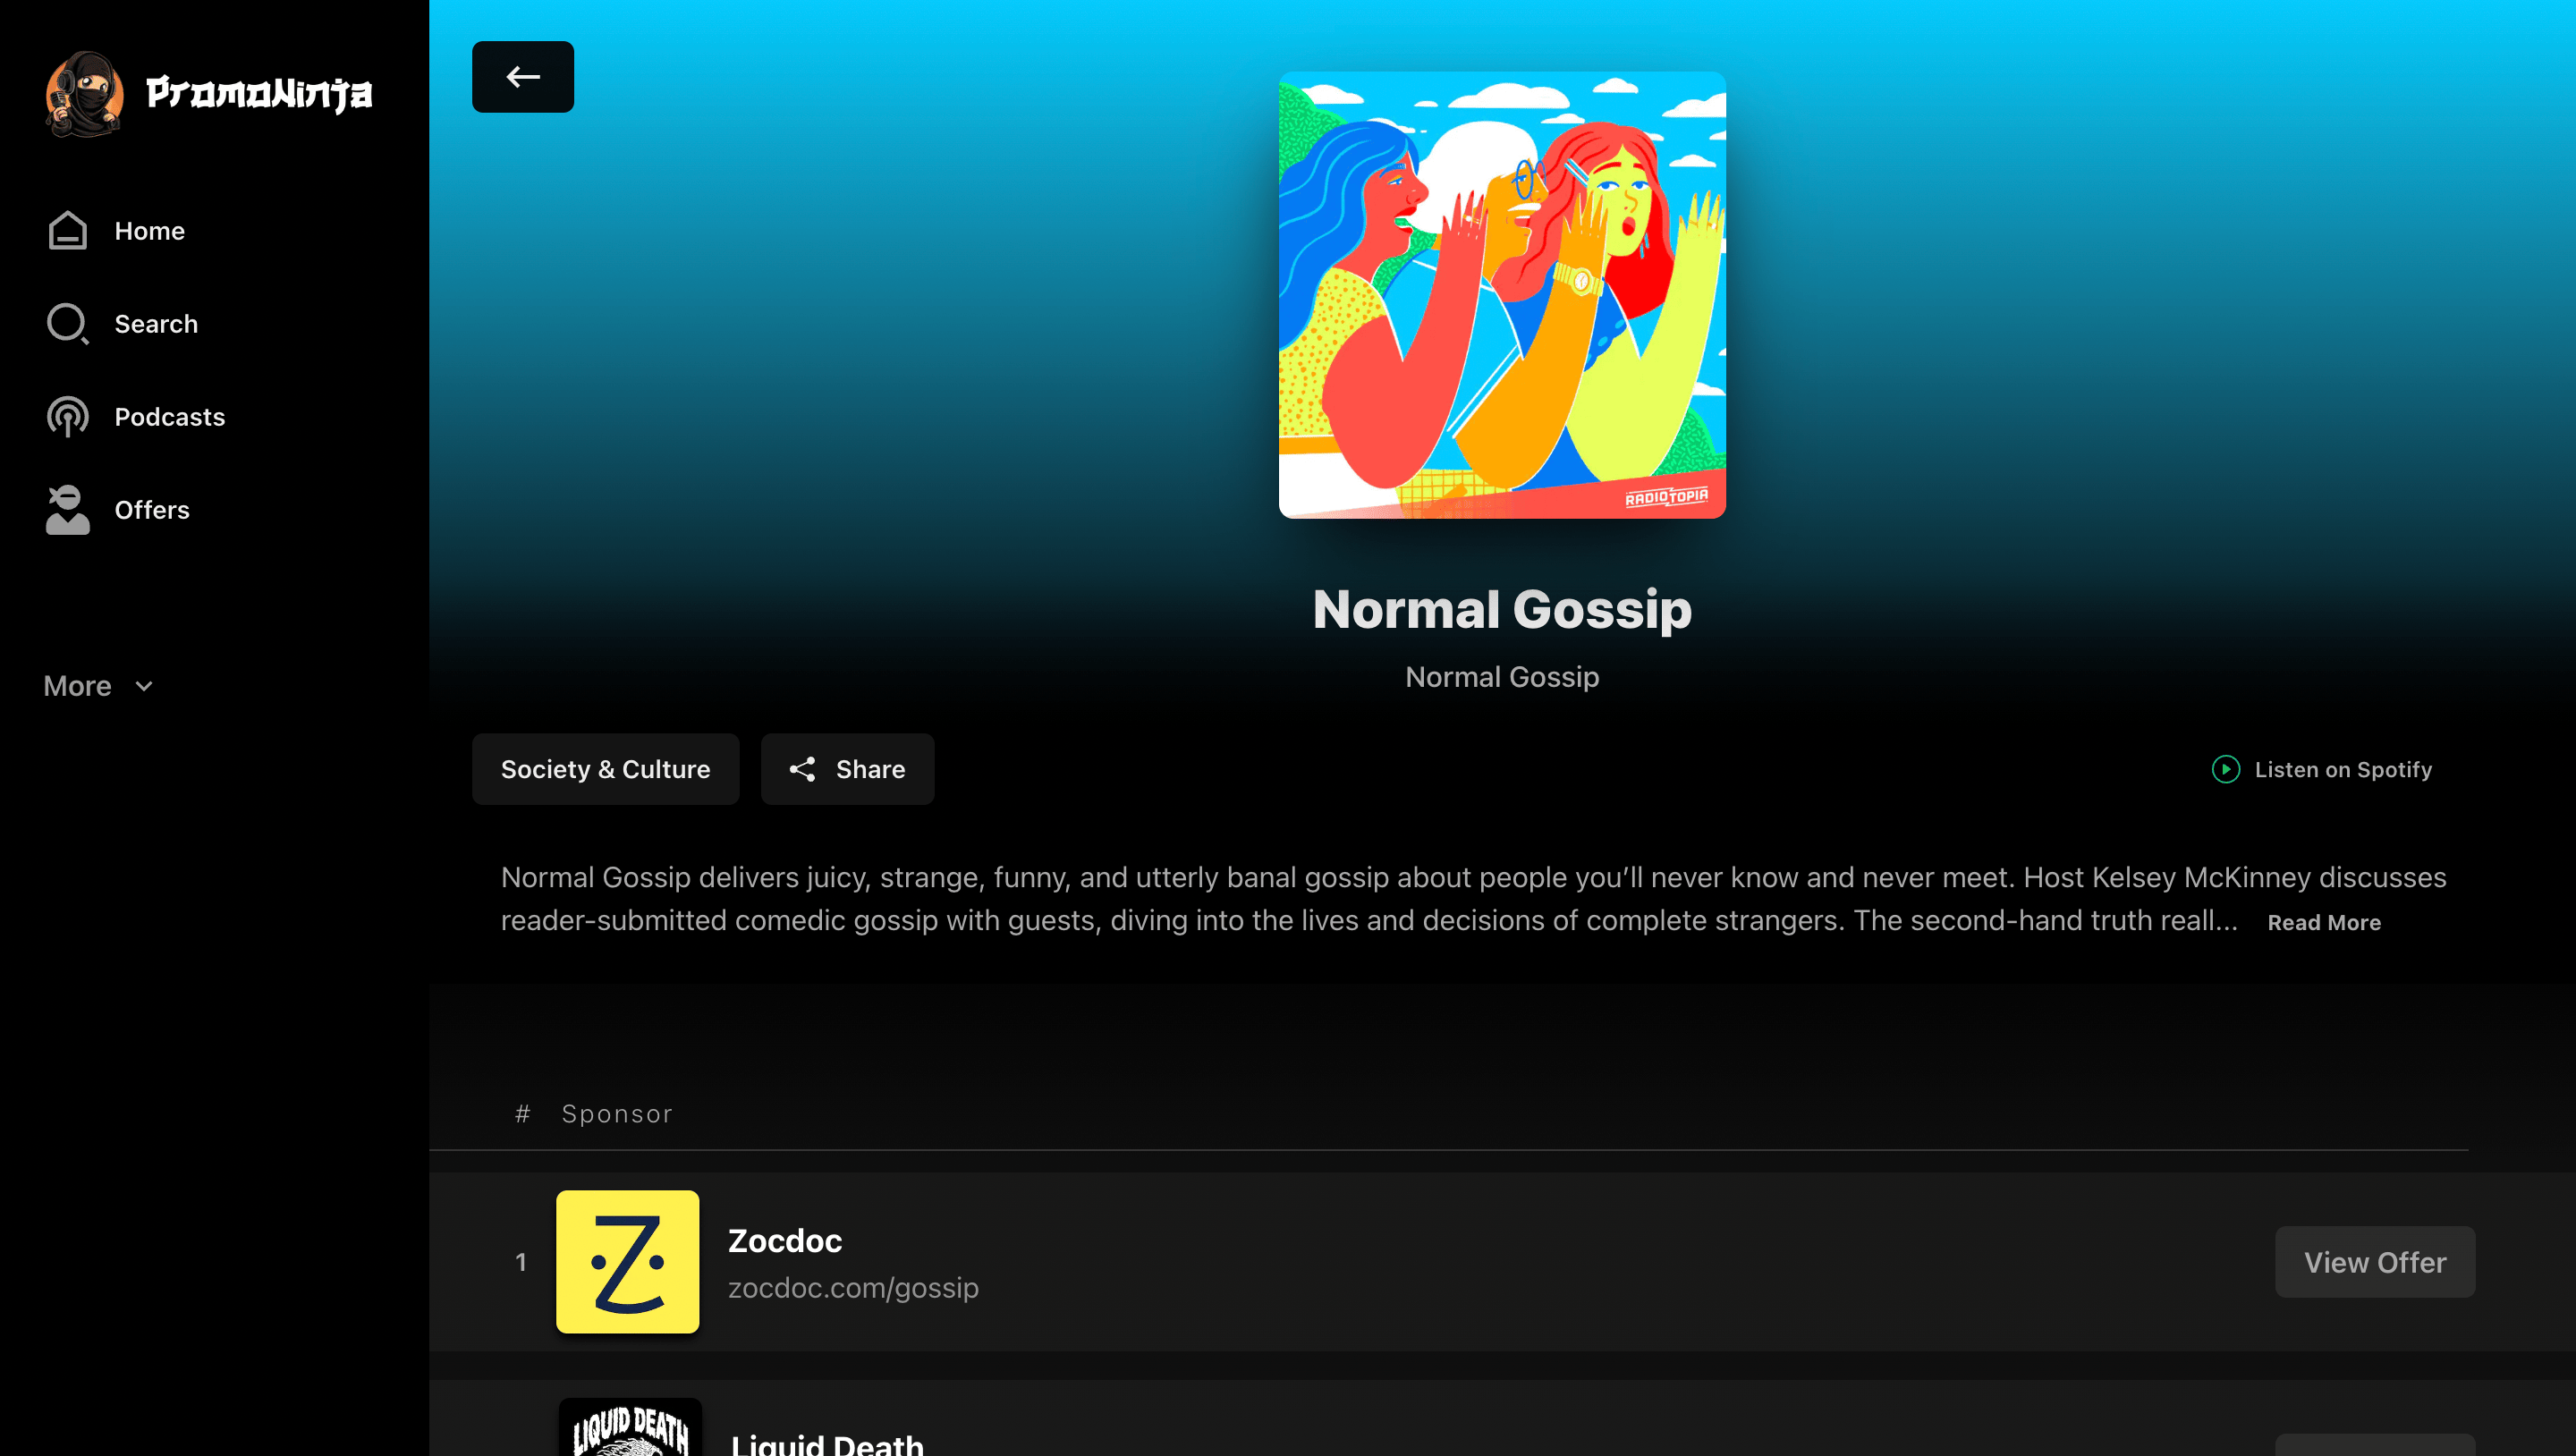 PromoNinja
Home
Search
Podcasts
Offers
More
RADIOTOPIA
Normal Gossip
Normal Gossip
Society & Culture
Share
Listen on Spotify
Normal Gossip delivers juicy, strange, funny, and utterly banal gossip about people you’ll never know and never meet. Host Kelsey McKinney discusses
reader-submitted comedic gossip with guests, diving into the lives and decisions of complete strangers. The second-hand truth reall... Read More
# Sponsor
1
Z
Zocdoc
zocdoc.com/gossip
View Offer
LIQUID DEATH
Liquid Death